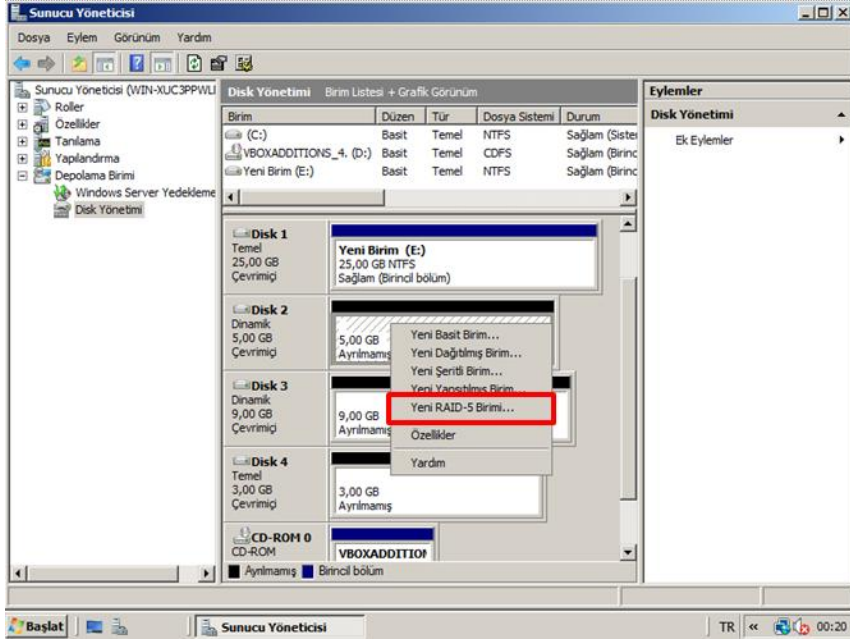 Sunucu Yöneticisi
Dosya Eylem Görünüm Yardım
Sunucu Yöneticisi (WIN-XUC3PPWLI
Roller
Özellikler
Tanılama
Yapılandırma
Depolama Birimi
Windows Server Yedekleme
Disk Yönetimi
Disk Yönetimi Birim Listesi + Grafik Görünüm
Birim Düzen Tür Dosya Sistemi Durum
(C:) Basit Temel NTFS Sağlam (Sister
VBOXADDITIONS_4. (D:) Basit Temel CDFS Sağlam (Birinc
Yeni Birim (E:) Basit Temel NTFS Sağlam (Birinc
Disk 1
Temel
25,00 GB
Çevrimiçi
Yeni Birim (E:)
25,00 GB NTFS
Sağlam (Birincil bölüm)
Disk 2
Dinamik
5,00 GB
Çevrimiçi
5,00 GB
Ayrılmamış
Yeni Basit Birim...
Yeni Dağıtılmış Birim...
Yeni Şeritli Birim...
Yeni Yansıtılmış Birim...
Yeni RAID-5 Birimi...
Özellikler
Yardım
Disk 3
Dinamik
9,00 GB
Çevrimiçi
9,00 GB
Ayrılmamış
Disk 4
Temel
3,00 GB
Çevrimiçi
3,00 GB
Ayrılmamış
CD-ROM 0
CD-ROM
VBOXADDITION
Ayrılmamış Birincil bölüm
Eylemler
Disk Yönetimi
Ek Eylemler
Başlat
Sunucu Yöneticisi
TR « 00:20